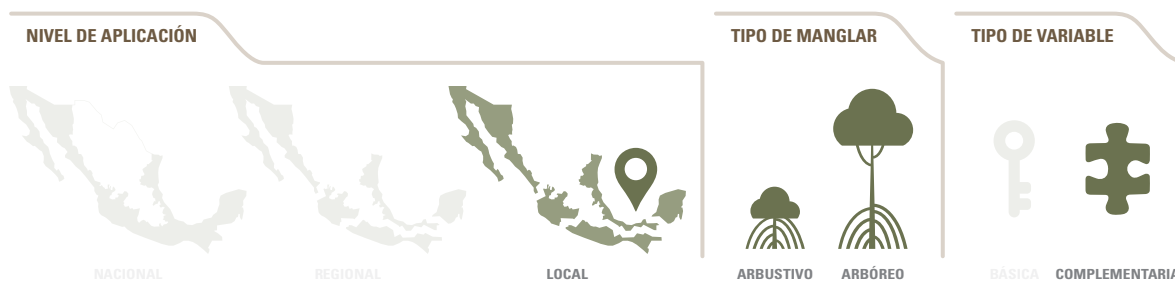 NIVEL DE APLICACIÓN
TIPO DE MANGLAR
TIPO DE VARIABLE
NACIONAL
REGIONAL
LOCAL
ARBUSTIVO
ARBÓREO
BÁSICA
COMPLEMENTARIA